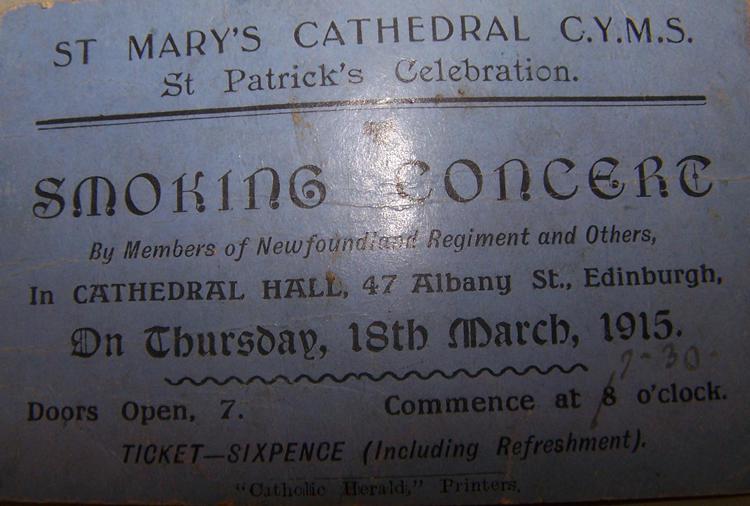 ST MARY'S CATHEDRAL C.Y.M.S.
St Patrick's Celebration.
SMOKING CONCERT
By Members of Newfoundland Regiment and Others,
In CATHEDRAL HALL, 47 Albany St., Edinburgh,
On Thursday, 18th March, 1915.
7-30.
Doors Open, 7. Commence at 8 o'clock.
TICKET—SIXPENCE (Including Refreshment).
"Catholic Herald," Printers.